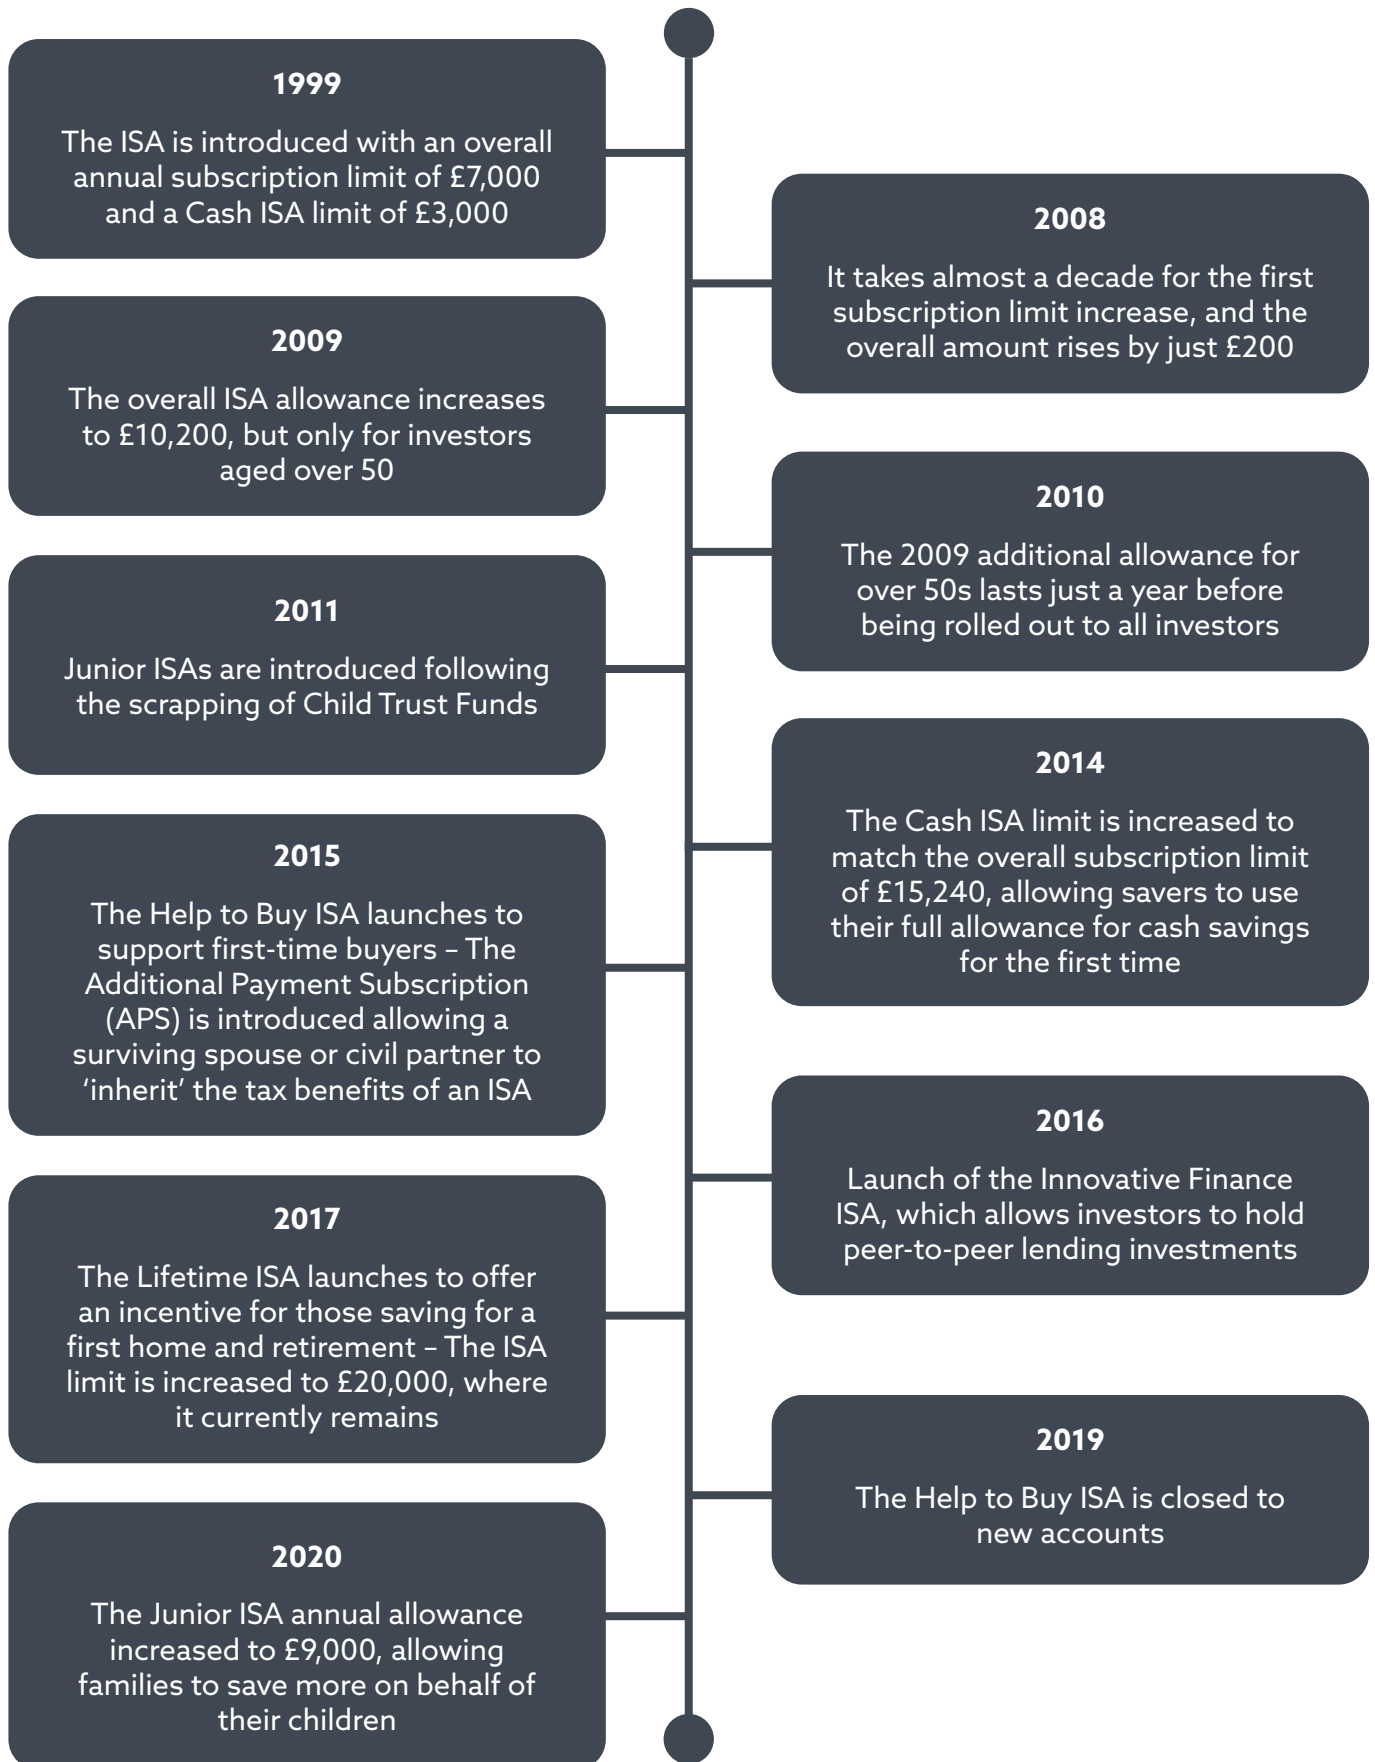 1999
The ISA is introduced with an overall
annual subscription limit of £7,000
and a Cash ISA limit of £3,000
2008
It takes almost a decade for the first
subscription limit increase, and the
overall amount rises by just £200
2009
The overall ISA allowance increases
to £10,200, but only for investors
aged over 50
2010
The 2009 additional allowance for
over 50s lasts just a year before
being rolled out to all investors
2011
Junior ISAs are introduced following
the scrapping of Child Trust Funds
2014
The Cash ISA limit is increased to
match the overall subscription limit
of £15,240, allowing savers to use
their full allowance for cash savings
for the first time
2015
The Help to Buy ISA launches to
support first-time buyers – The
Additional Payment Subscription
(APS) is introduced allowing a
surviving spouse or civil partner to
‘inherit’ the tax benefits of an ISA
2016
Launch of the Innovative Finance
ISA, which allows investors to hold
peer-to-peer lending investments
2017
The Lifetime ISA launches to offer
an incentive for those saving for a
first home and retirement – The ISA
limit is increased to £20,000, where
it currently remains
2019
The Help to Buy ISA is closed to
new accounts
2020
The Junior ISA annual allowance
increased to £9,000, allowing
families to save more on behalf of
their children